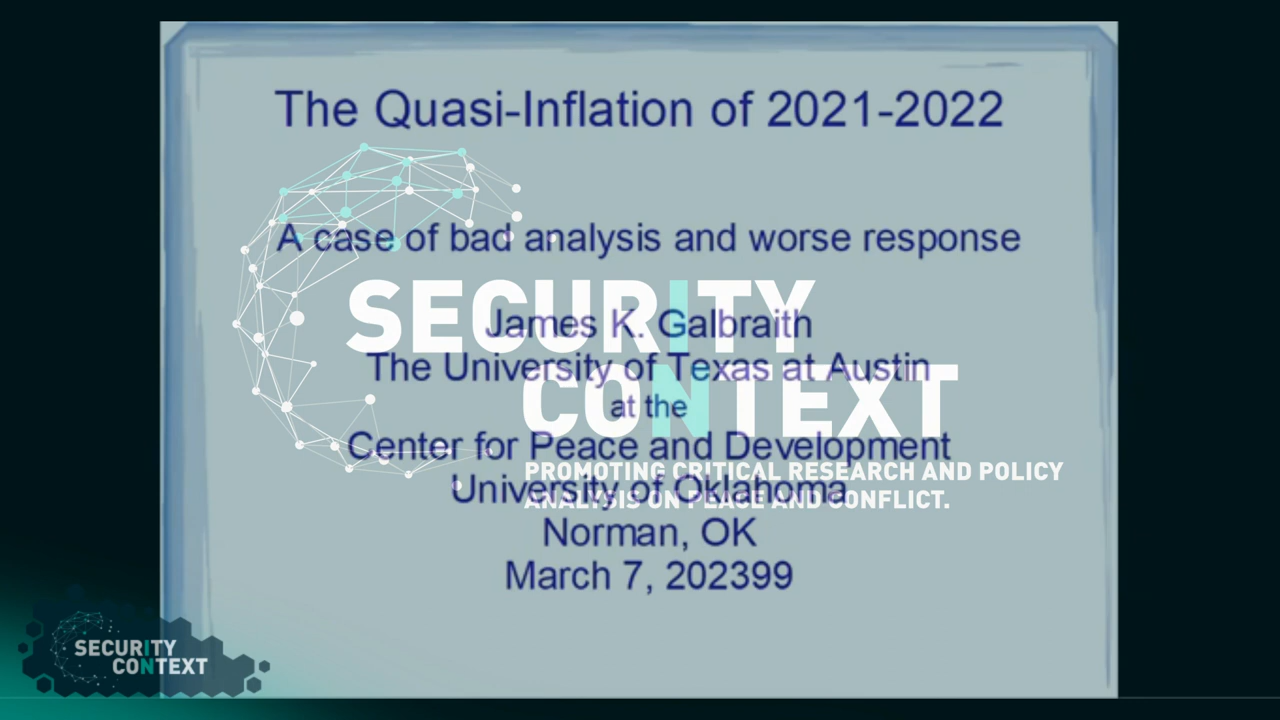 The Quasi-Inflation of 2021-2022
A case of bad analysis and worse response
SECURITY
CONTEXT
PROMOTING CRITICAL RESEARCH AND POLICY
ANALYSIS ON PEACE AND CONFLICT.
James K. Galbraith
The University of Texas at Austin
at the
Center for Peace and Development
University of Oklahoma
Norman, OK
March 7, 202399
SECURITY
CONTEXT